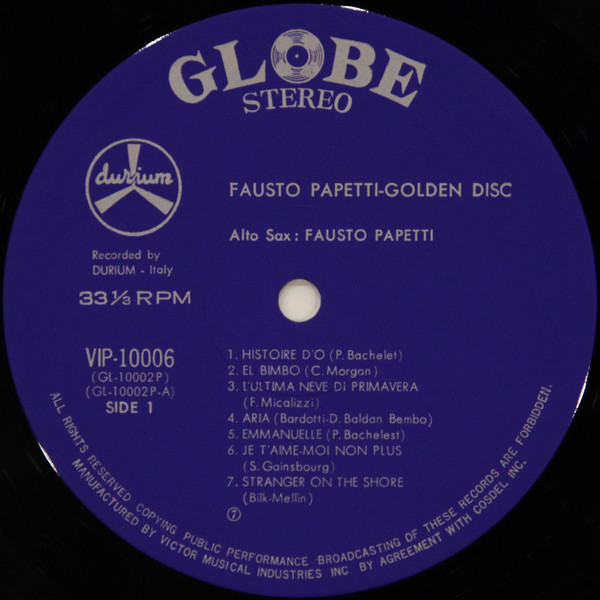 GLOBE
STEREO
durium
FAUSTO PAPETTI-GOLDEN DISC
Alto Sax: FAUSTO PAPETTI
Recorded by
DURIUM - Italy
33 1/3 RPM
VIP-10006
(GL-10002P)
(GL-10002P-A)
SIDE 1
1. HISTOIRE D'O (P. Bachelet)
2. EL BIMBO (C. Morgan)
3. L'ULTIMA NEVE DI PRIMAVERA
(F. Micalizzi)
4. ARIA (Bardotti-D. Baldan Bembo)
5. EMMANUELLE (P. Bachelest)
6. JE T'AIME-MOI NON PLUS
(S. Gainsbourg)
7. STRANGER ON THE SHORE
(Bilk-Mellin)
⑦
ALL RIGHTS RESERVED COPYING PUBLIC PERFORMANCE BROADCASTING OF THESE RECORDS ARE FORBIDDEN.
MANUFACTURED BY VICTOR MUSICAL INDUSTRIES INC BY AGREEMENT WITH COSDEL INC.